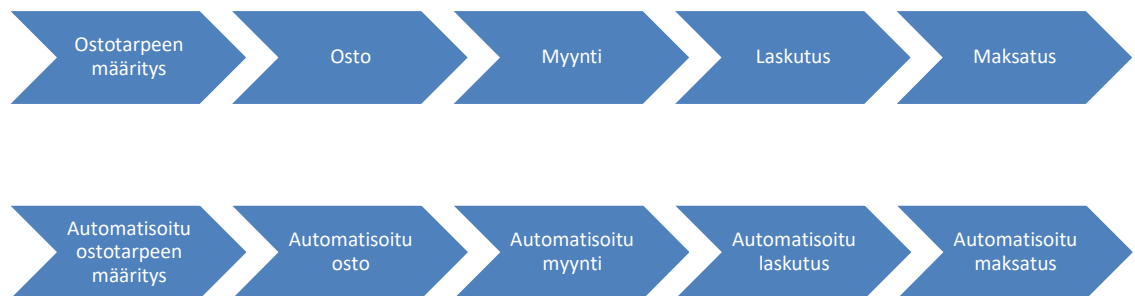 Ostotarpeen
määritys
Osto
Myynti
Laskutus
Maksatus
Automatisoitu
ostotarpeen
määritys
Automatisoitu
osto
Automatisoitu
myynti
Automatisoitu
laskutus
Automatisoitu
maksatus